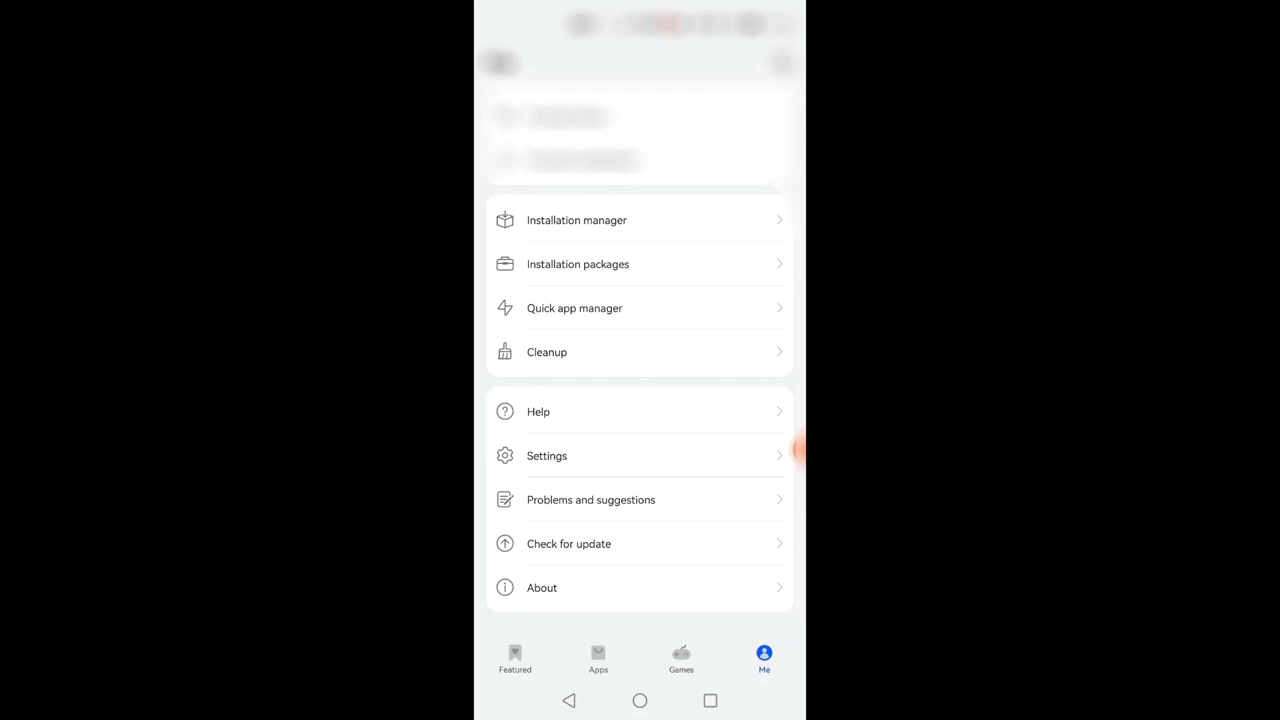 Installation manager
Installation packages
Quick app manager
Cleanup
Help
Settings
Problems and suggestions
Check for update
About
Featured
Apps
Games
Me